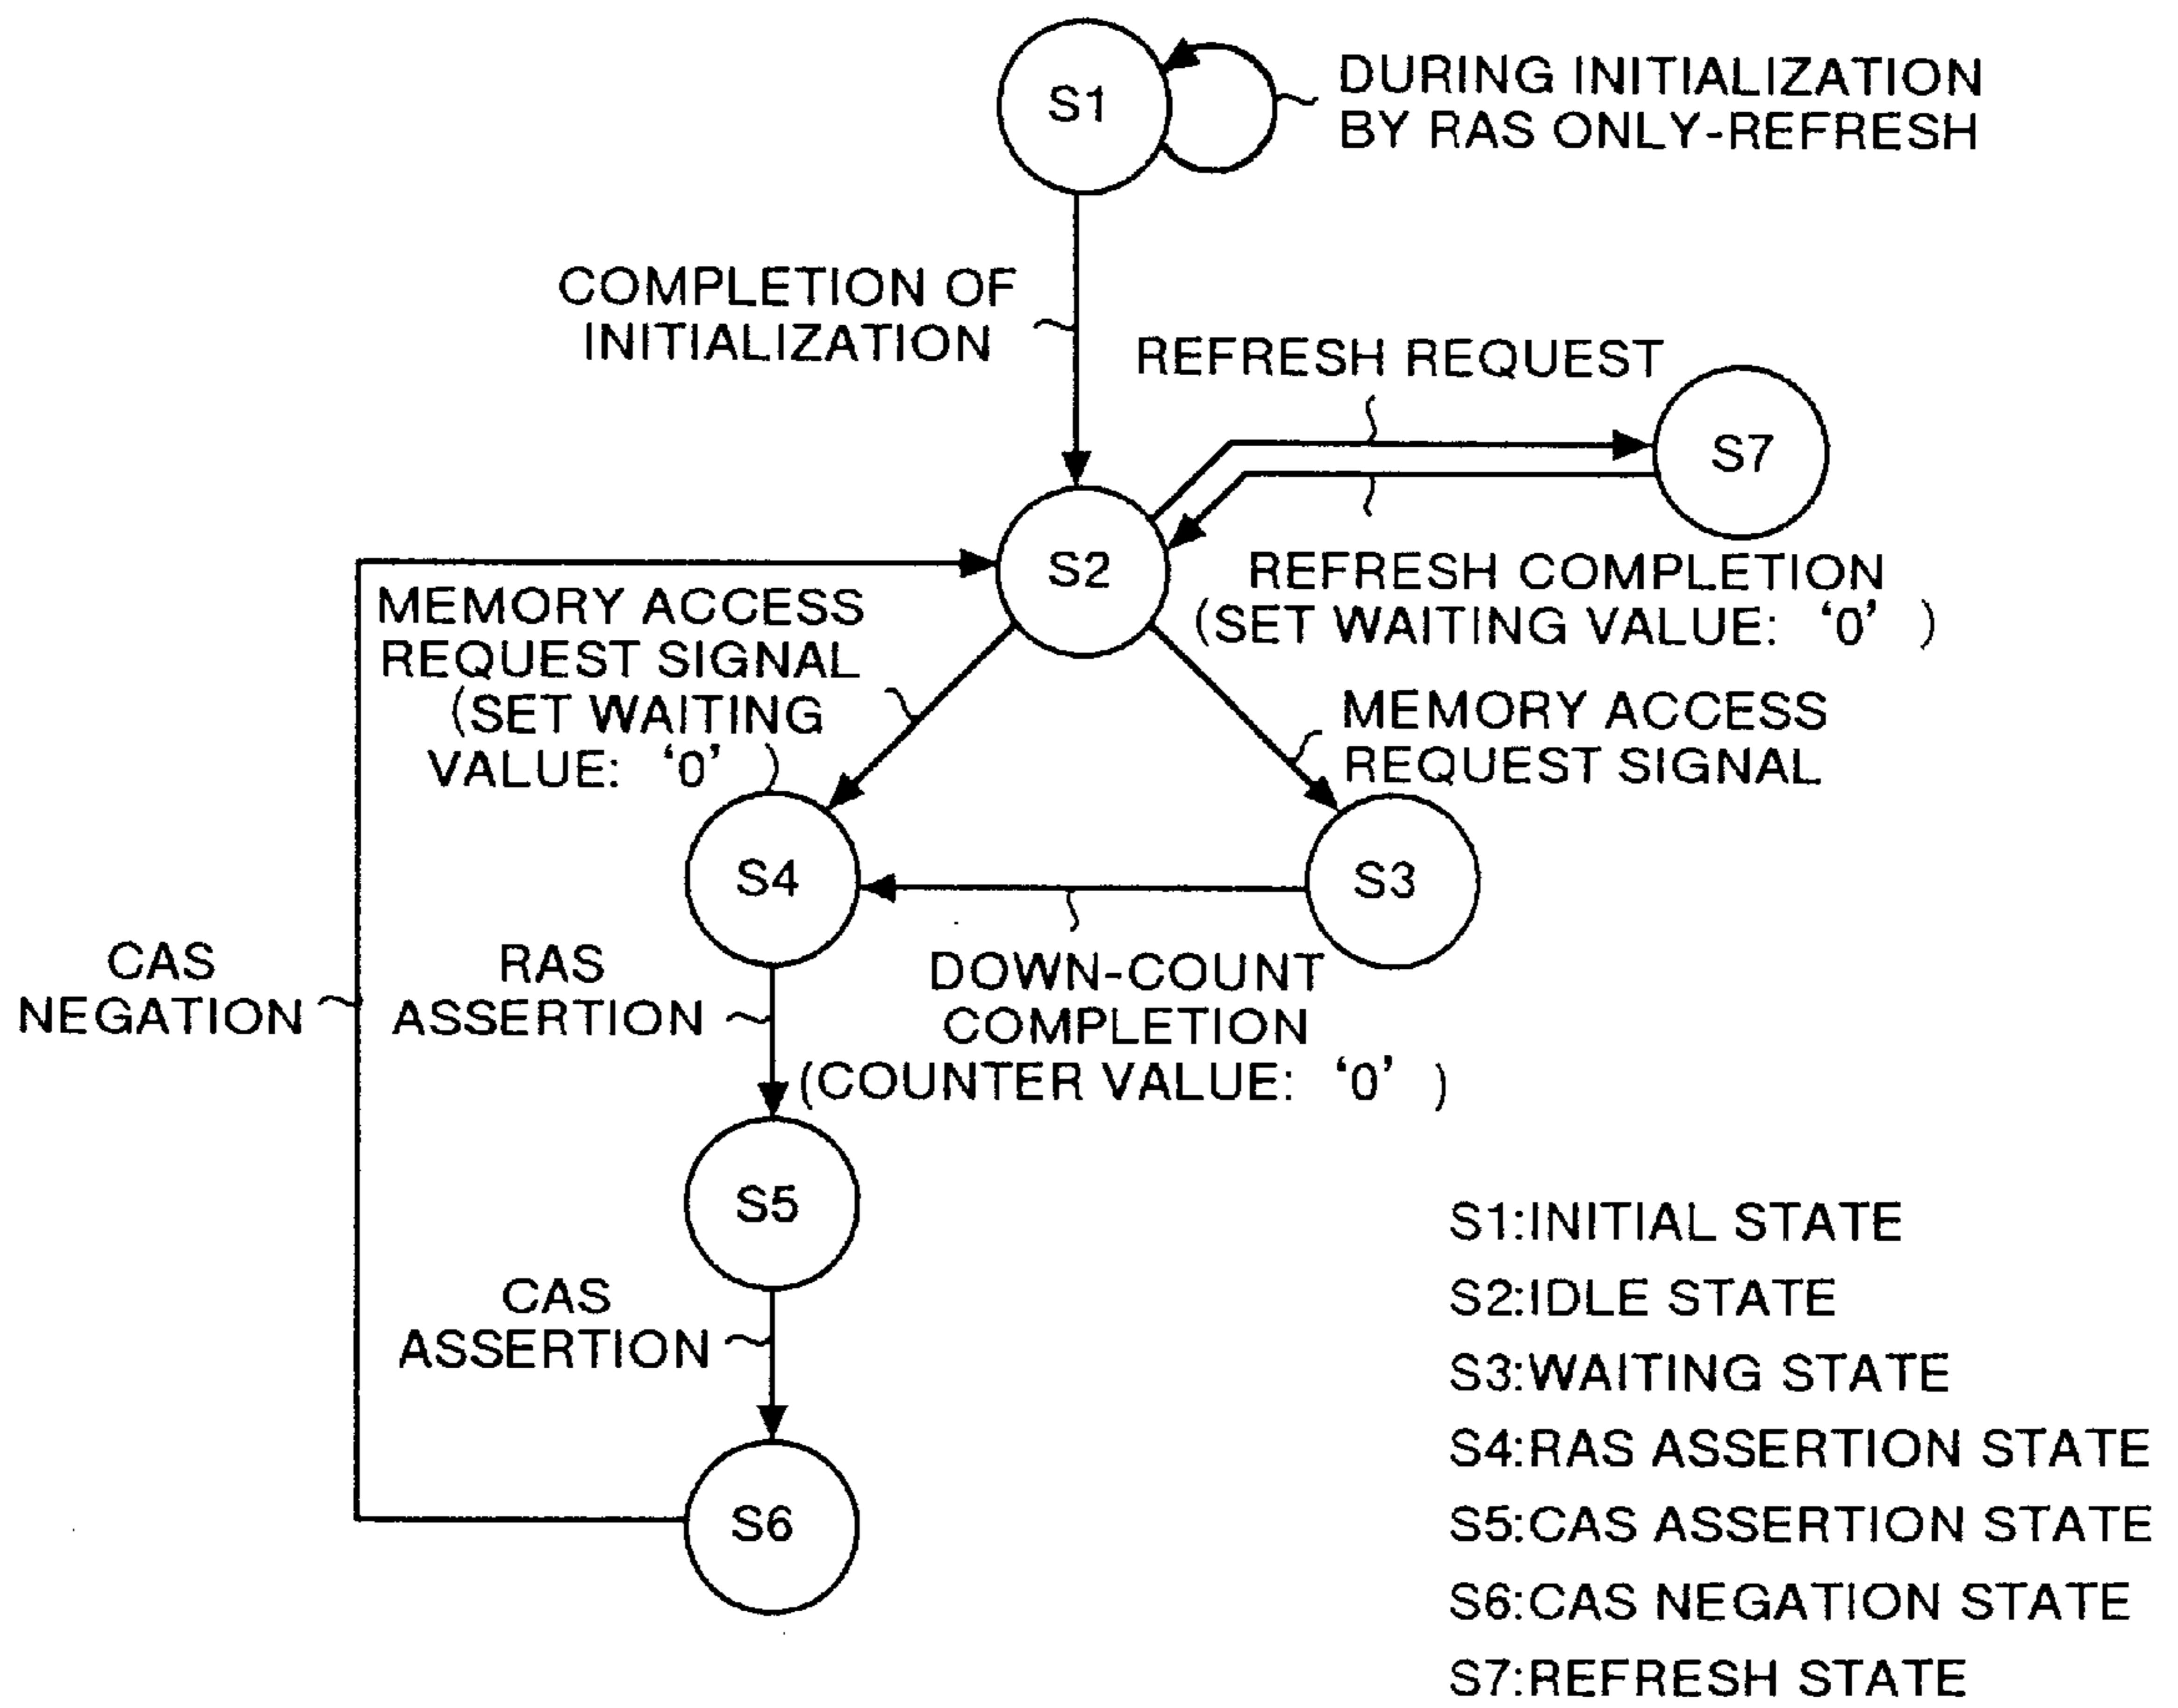 S1
DURING INITIALIZATION
BY RAS ONLY-REFRESH
COMPLETION OF
INITIALIZATION
REFRESH REQUEST
S7
S2
REFRESH COMPLETION
(SET WAITING VALUE: ‘0’ )
MEMORY ACCESS
REQUEST SIGNAL
(SET WAITING
VALUE: ‘0’ )
MEMORY ACCESS
REQUEST SIGNAL
S4
S3
CAS
NEGATION
RAS
ASSERTION
DOWN-COUNT
COMPLETION
(COUNTER VALUE: ‘0’ )
S5
CAS
ASSERTION
S6
S1:INITIAL STATE
S2:IDLE STATE
S3:WAITING STATE
S4:RAS ASSERTION STATE
S5:CAS ASSERTION STATE
S6:CAS NEGATION STATE
S7:REFRESH STATE